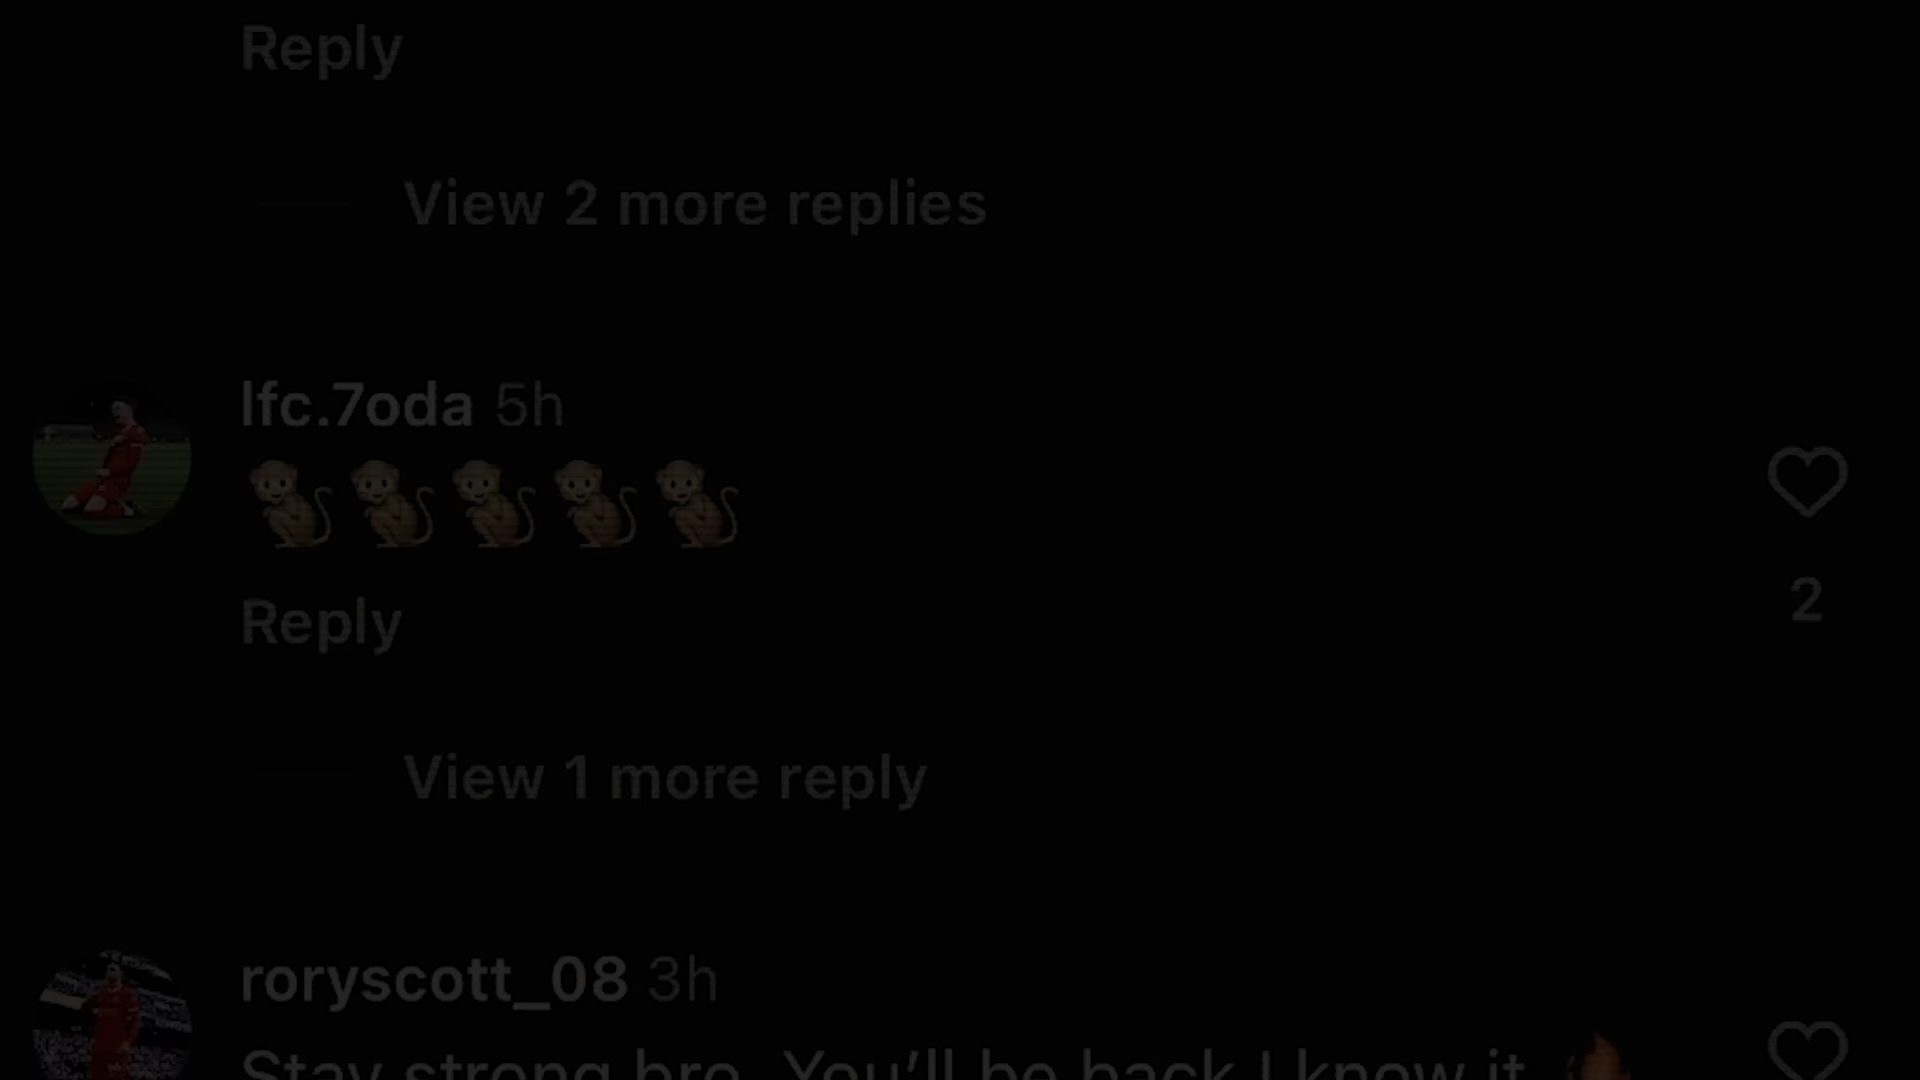 Reply
View 2 more replies
lfc.7oda 5h
🐒🐒🐒🐒🐒
Reply
2
View 1 more reply
roryscott_08 3h
Stay strong bro. You’ll be back I know it 🔥